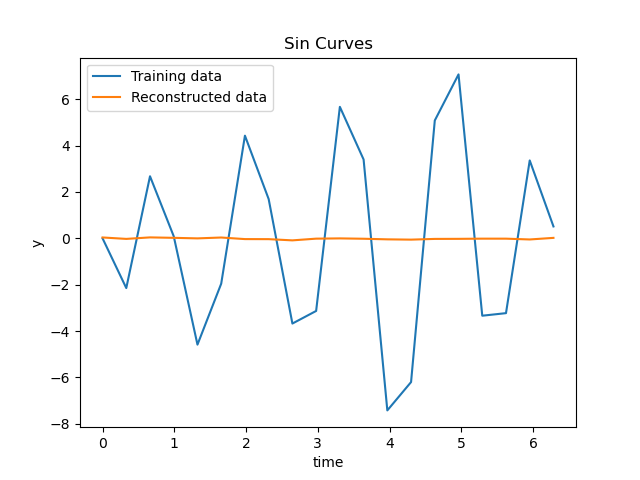 Sin Curves
Training data
Reconstructed data
6
4
2
0
−2
−4
−6
−8
y
0 1 2 3 4 5 6
time